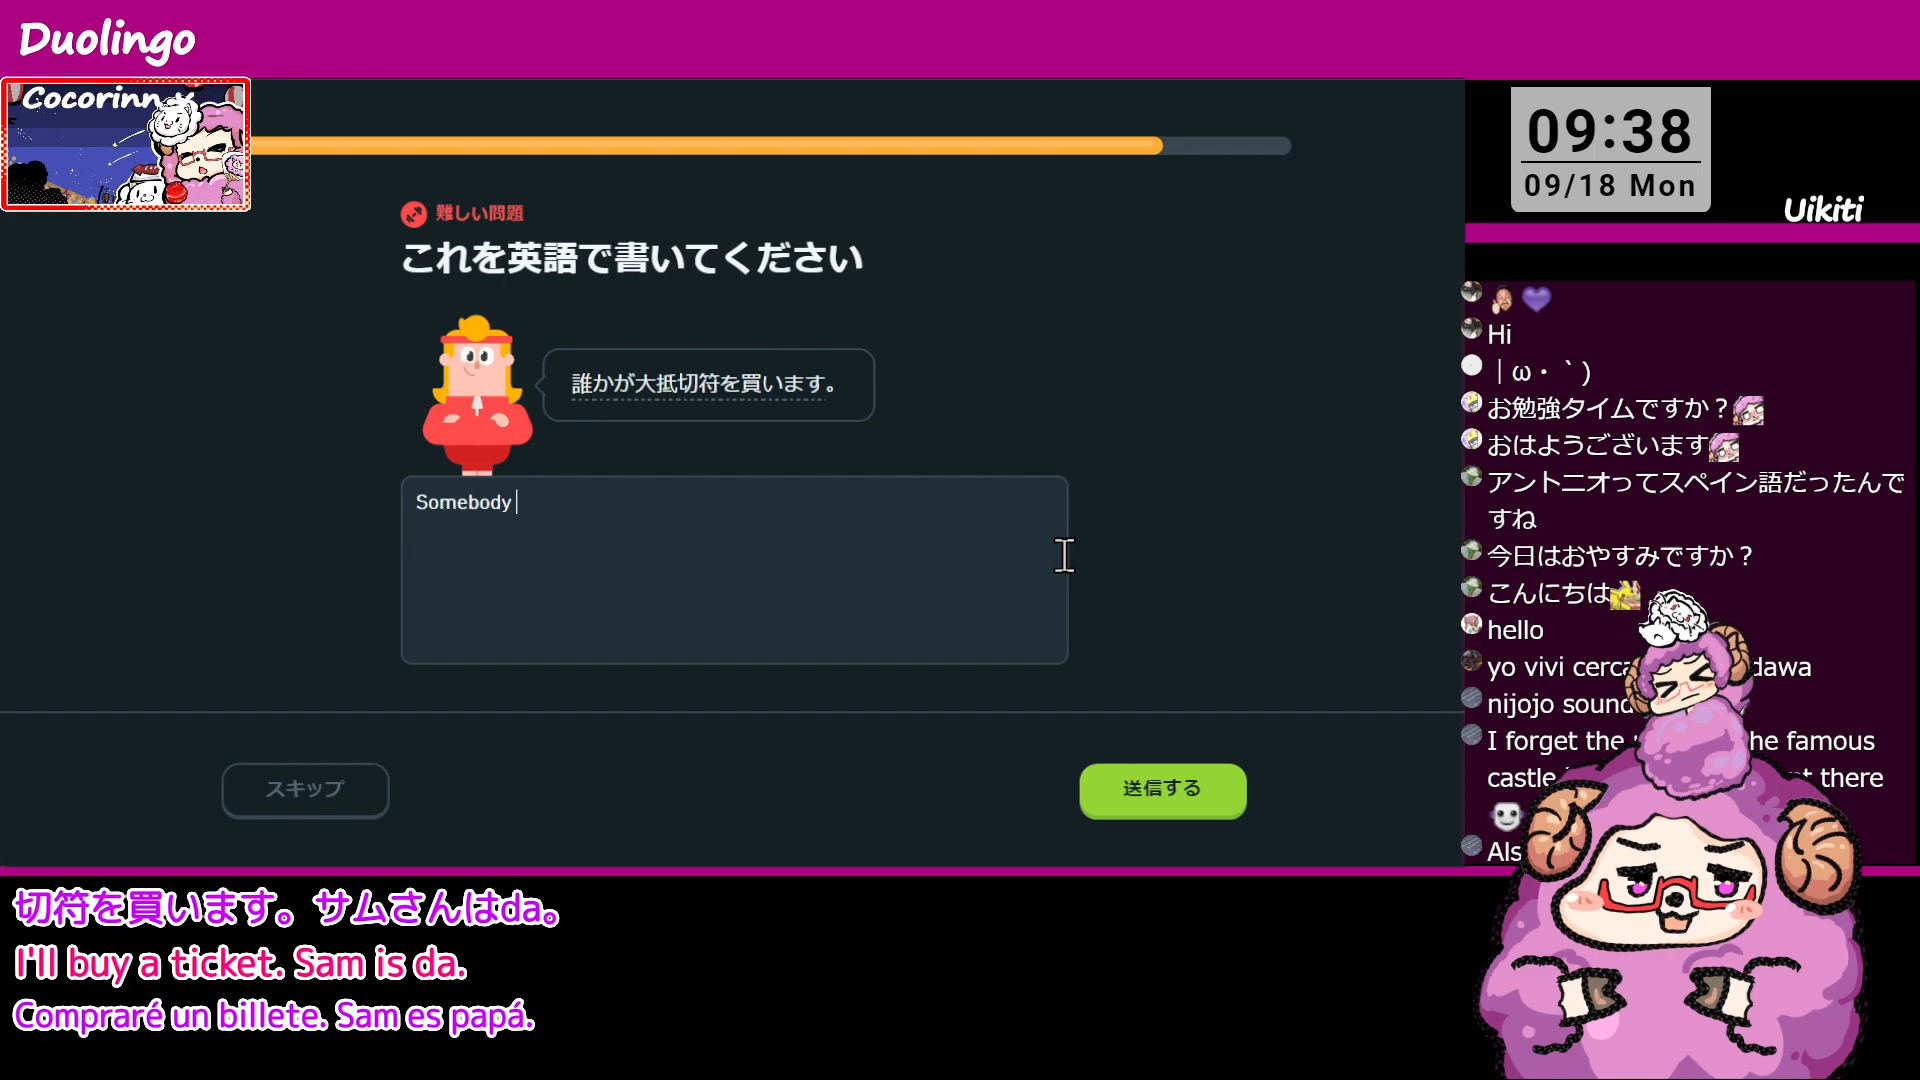 Duolingo
Cocorinn
09:38
09/18 Mon
Uikiti
難しい問題
これを英語で書いてください
誰かが大抵切符を買います。
Somebody
スキップ
送信する
Hi
｜ω・｀)
お勉強タイムですか？
おはようございます
アントニオってスペイン語だったんで
すね
今日はおやすみですか？
こんにちは
hello
yo vivi cerca dawa
nijojo sound
I forget the he famous
castle there
Als
切符を買います。サムさんはda。
I'll buy a ticket. Sam is da.
Compraré un billete. Sam es papá.